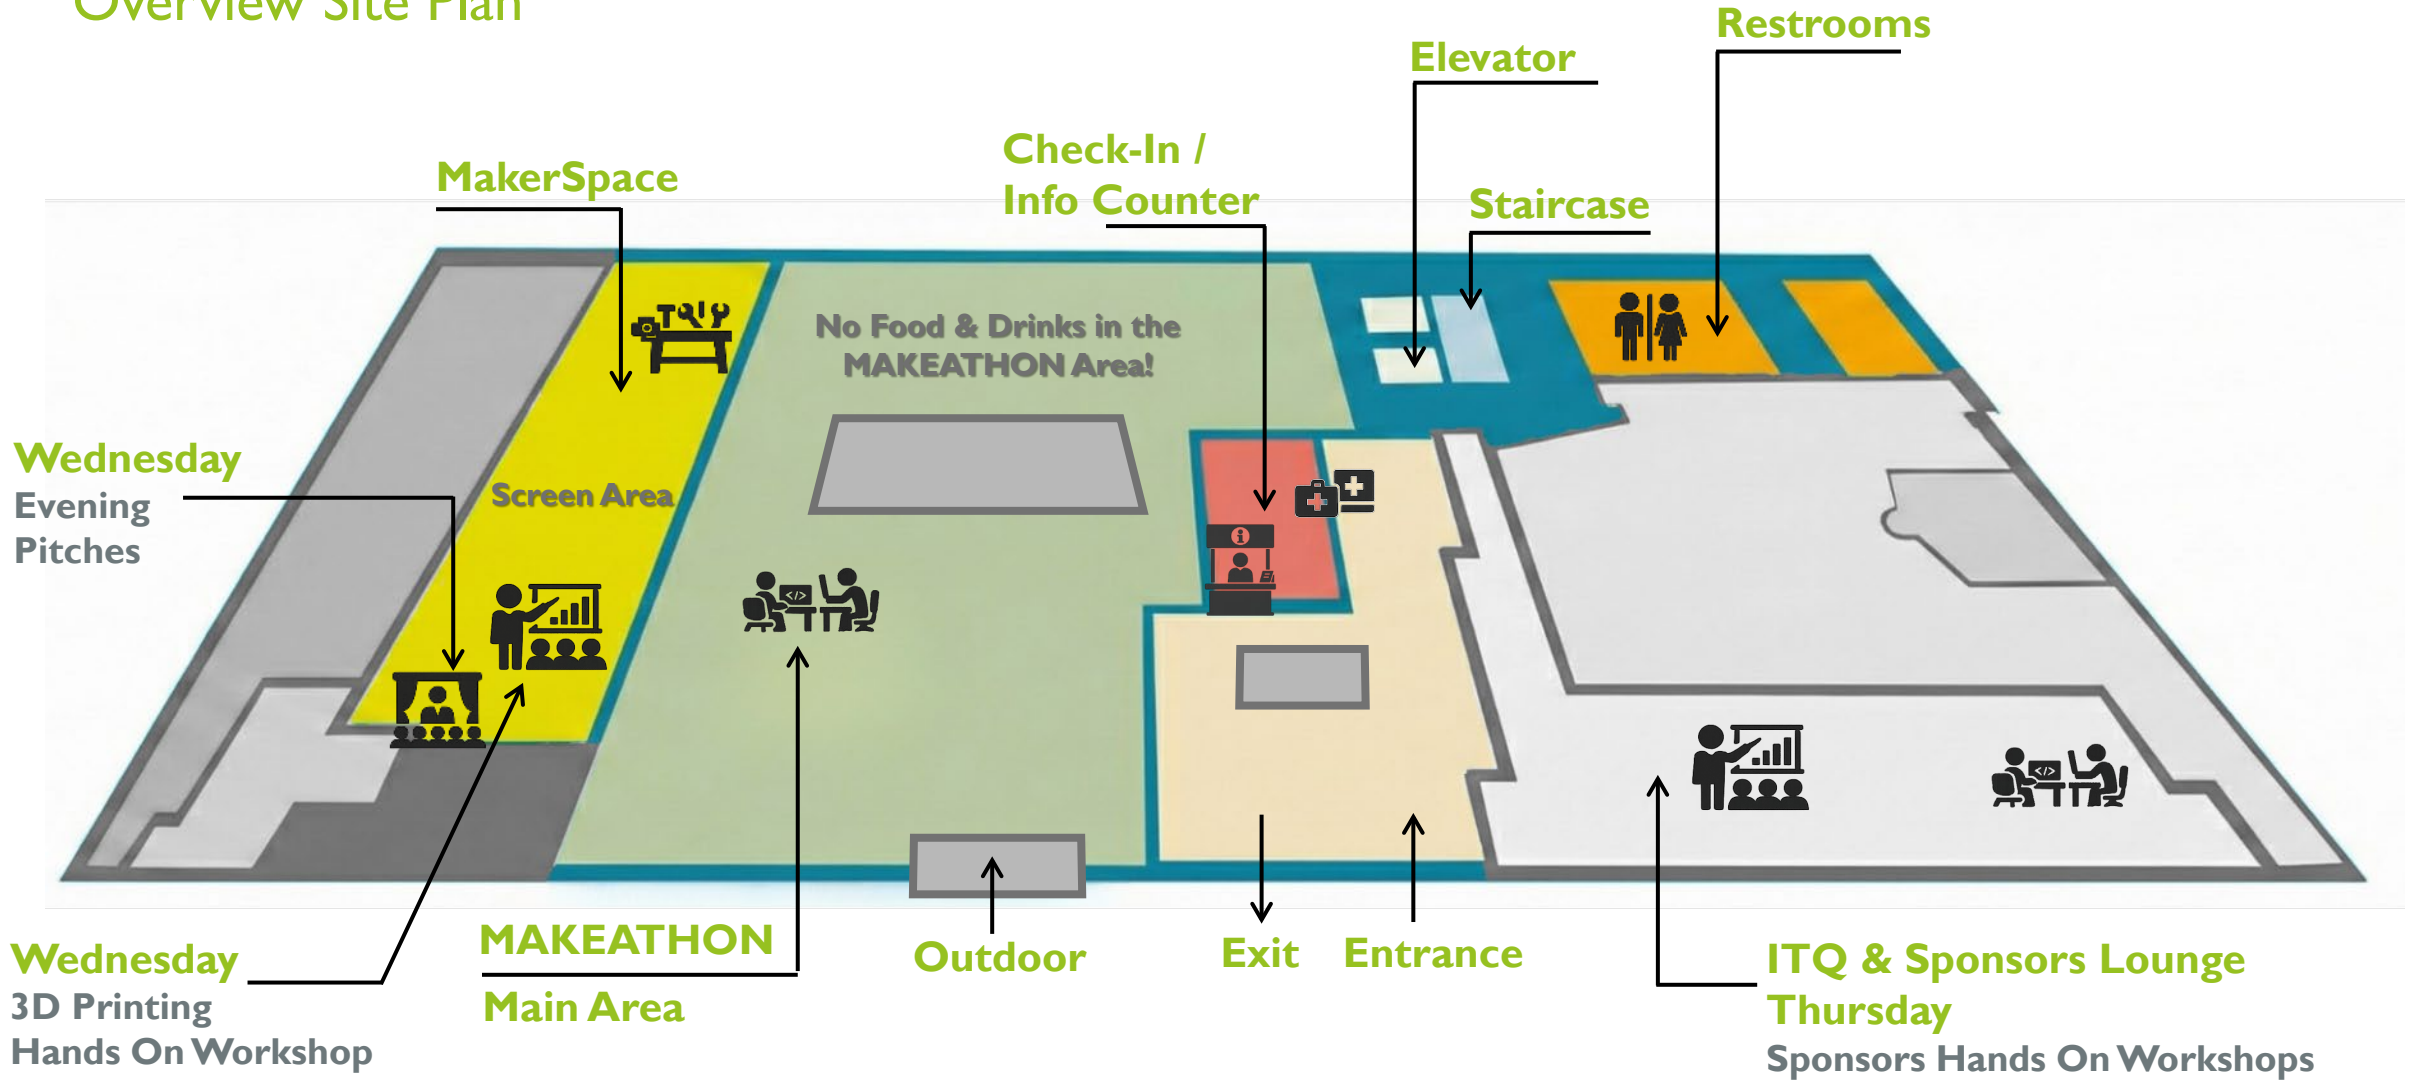 Overview Site Plan
Restrooms
Elevator
Check-In /
Info Counter
MakerSpace
Staircase
No Food & Drinks in the
MAKEATHON Area!
Wednesday
Evening
Pitches
Screen Area
MAKEATHON
Main Area
Outdoor
Exit
Entrance
Wednesday
3D Printing
Hands On Workshop
ITQ & Sponsors Lounge
Thursday
Sponsors Hands On Workshops